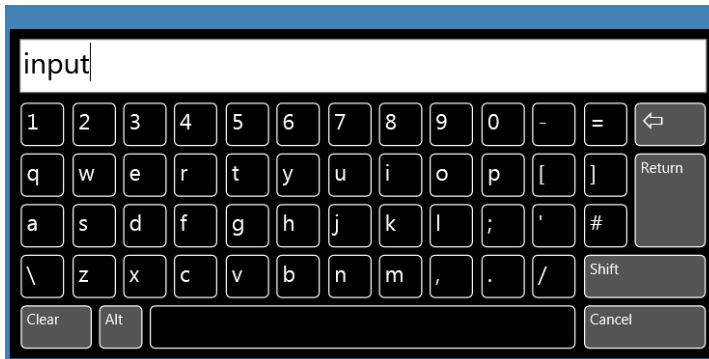 input
1 2 3 4 5 6 7 8 9 0 - =
q w e r t y u i o p [ ] Return
a s d f g h j k l ; ' #
\ z x c v b n m , . / Shift
Clear Alt Cancel